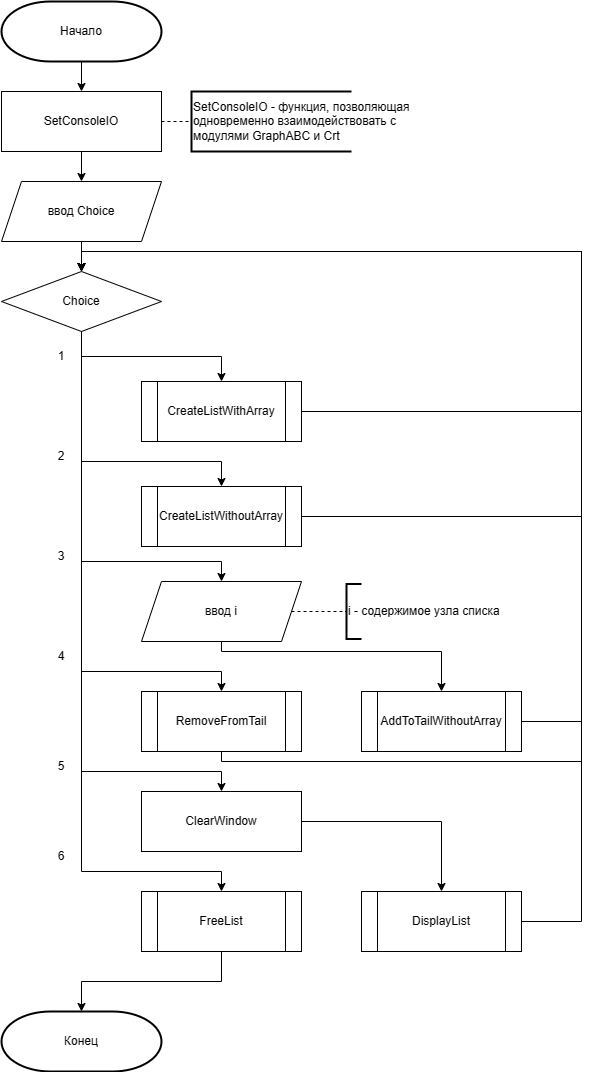 Начало
SetConsoleIO
SetConsoleIO - функция, позволяющая
одновременно взаимодействовать с
модулями GraphABC и Crt
ввод Choice
Choice
1
CreateListWithArray
2
CreateListWithoutArray
3
ввод i
i - содержимое узла списка
4
RemoveFromTail
AddToTailWithoutArray
5
ClearWindow
6
FreeList
DisplayList
Конец